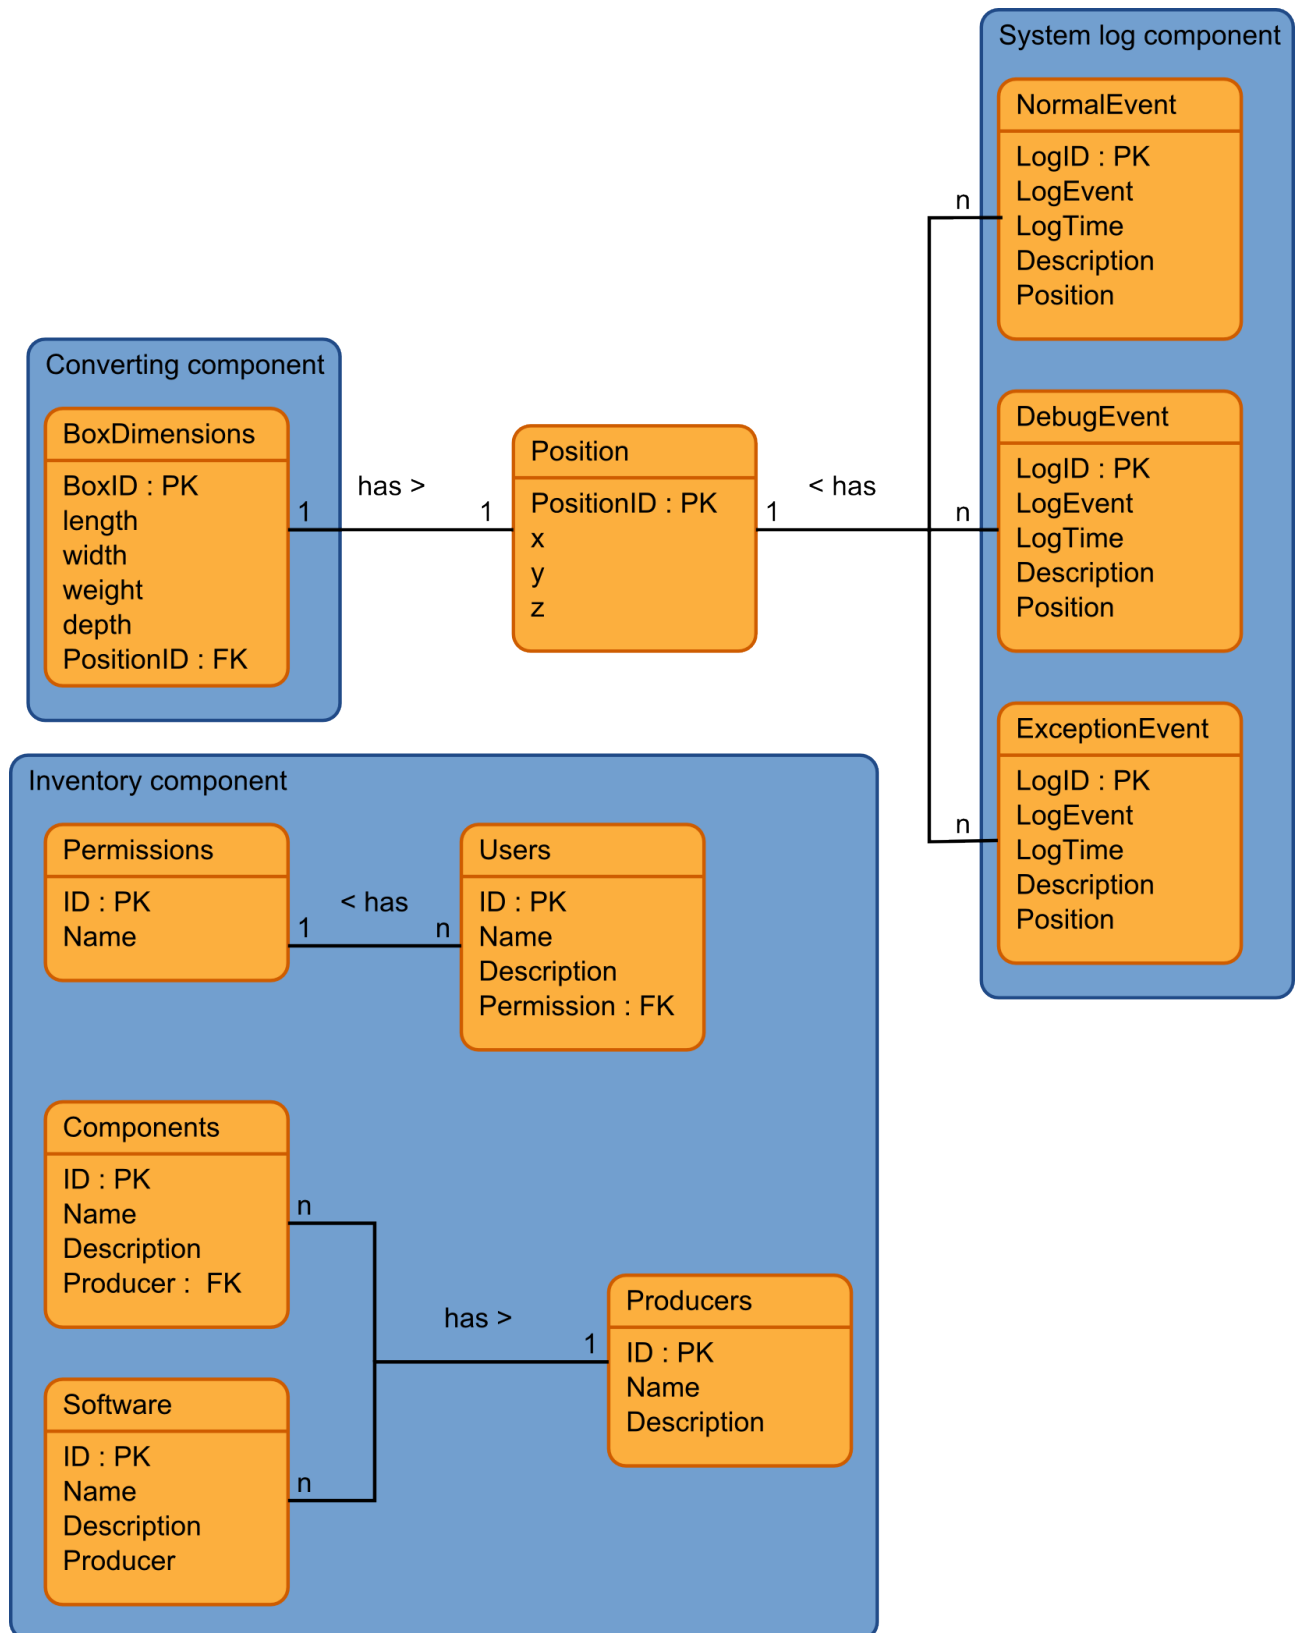 System log component
NormalEvent
LogID : PK
LogEvent
LogTime
Description
Position
n
Converting component
BoxDimensions
BoxID : PK
length
width
weight
depth
PositionID : FK
1
has >
1
Position
PositionID : PK
x
y
z
1
< has
n
DebugEvent
LogID : PK
LogEvent
LogTime
Description
Position
n
ExceptionEvent
LogID : PK
LogEvent
LogTime
Description
Position
Inventory component
Permissions
ID : PK
Name
1
< has
n
Users
ID : PK
Name
Description
Permission : FK
Components
ID : PK
Name
Description
Producer :  FK
n
has >
1
Producers
ID : PK
Name
Description
Software
ID : PK
Name
Description
Producer
n